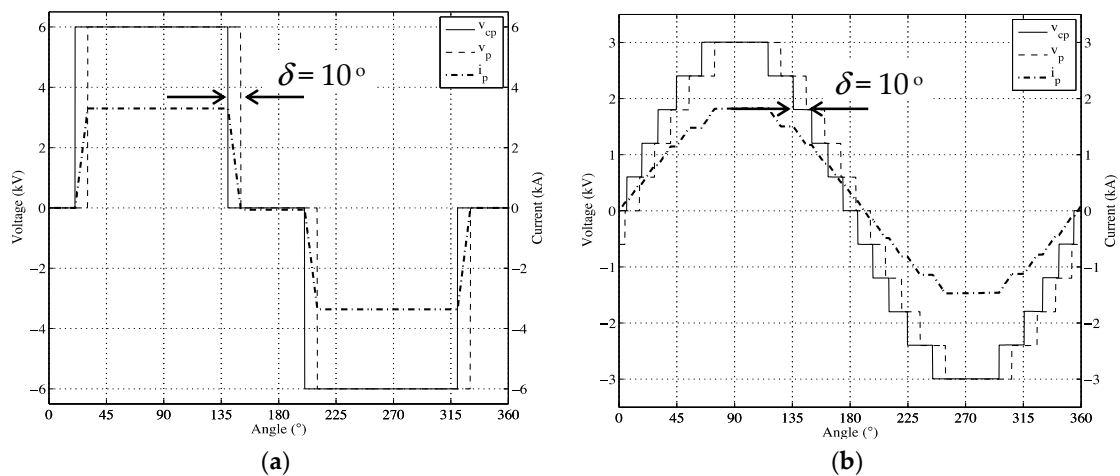 6
4
2
0
−2
−4
−6
Voltage (kV)
0 45 90 135 180 225 270 315 360
Angle (°)
6
4
2
0
−2
−4
−6
Current (kA)
v_cp
v_p
i_p
δ = 10°
(a)
3
2
1
0
−1
−2
−3
Voltage (kV)
0 45 90 135 180 225 270 315 360
Angle (°)
3
2
1
0
−1
−2
−3
Current (kA)
v_cp
v_p
i_p
δ = 10°
(b)